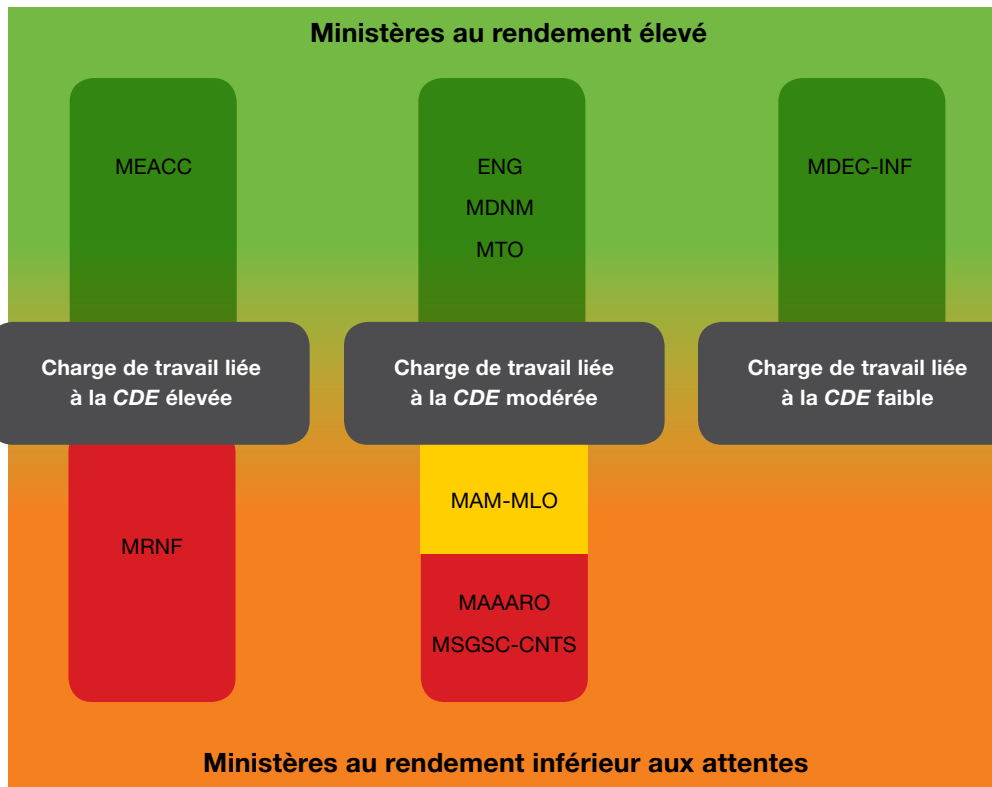 Ministères au rendement élevé
MEACC
ENG
MDNM
MTO
MDEC-INF
Charge de travail liée
à la CDE élevée
Charge de travail liée
à la CDE modérée
Charge de travail liée
à la CDE faible
MRNF
MAM-MLO
MAAARO
MSGSC-CNTS
Ministères au rendement inférieur aux attentes